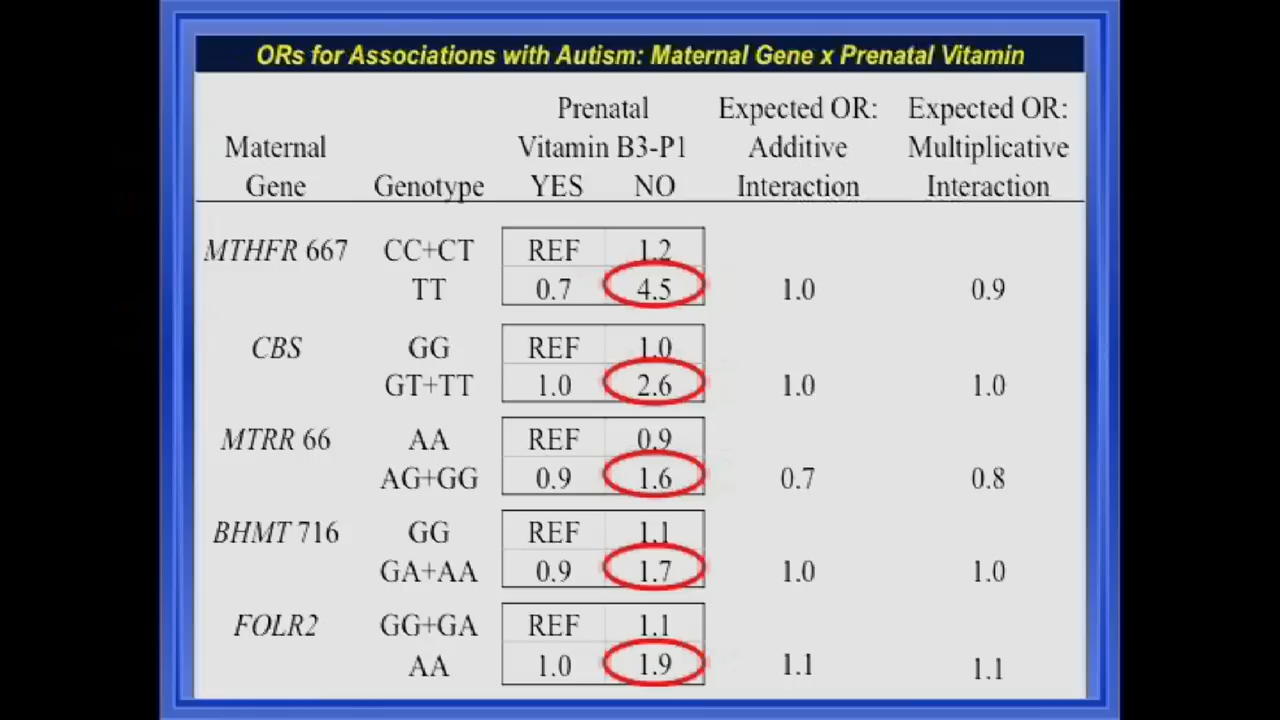 ORs for Associations with Autism: Maternal Gene x Prenatal Vitamin
Prenatal Expected OR: Expected OR:
Maternal Vitamin B3-P1 Additive Multiplicative
Gene Genotype YES NO Interaction Interaction
MTHFR 667 CC+CT REF 1.2
TT 0.7 4.5 1.0 0.9
CBS GG REF 1.0
GT+TT 1.0 2.6 1.0 1.0
MTRR 66 AA REF 0.9
AG+GG 0.9 1.6 0.7 0.8
BHMT 716 GG REF 1.1
GA+AA 0.9 1.7 1.0 1.0
FOLR2 GG+GA REF 1.1
AA 1.0 1.9 1.1 1.1